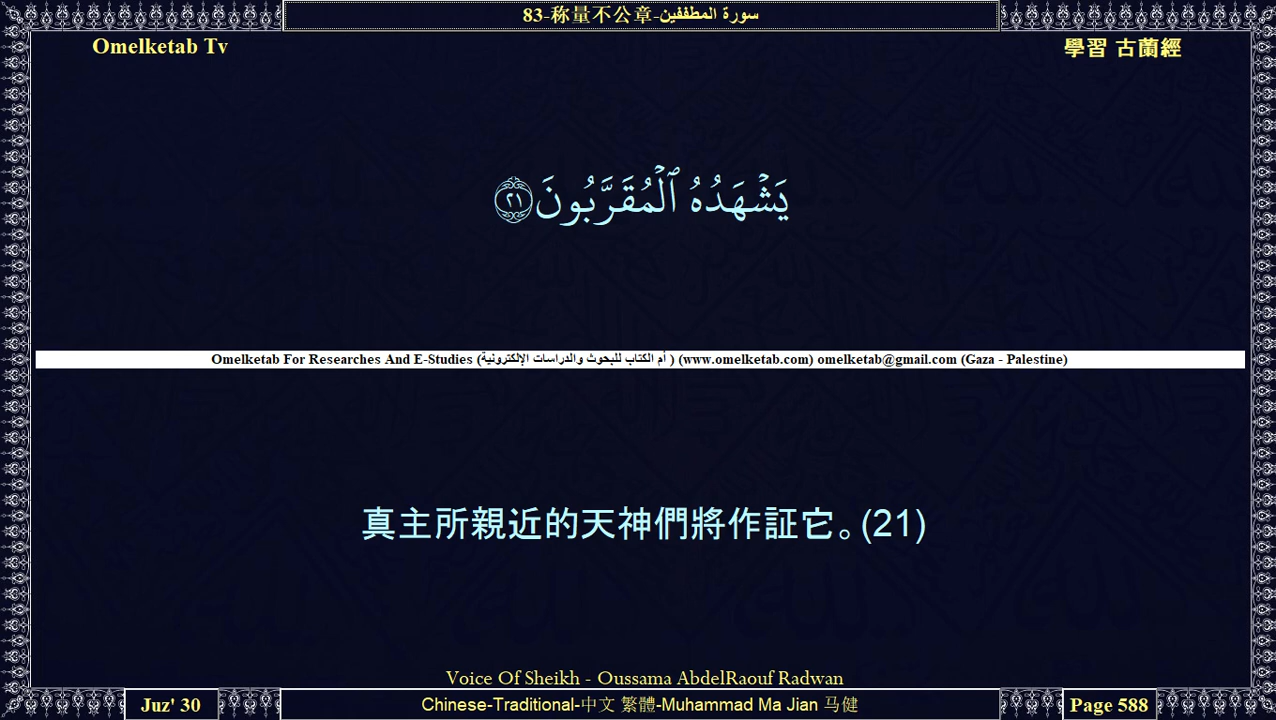 83-称量不公章-سورة المطففين
Omelketab Tv
學習 古蘭經
يَشۡهَدُهُ ٱلۡمُقَرَّبُونَ ٢١
Omelketab For Researches And E-Studies (أم الكتاب للبحوث والدراسات الإلكترونية ) (www.omelketab.com) omelketab@gmail.com (Gaza - Palestine)
真主所親近的天神們將作証它。(21)
Voice Of Sheikh - Oussama AbdelRaouf Radwan
Juz' 30
Chinese-Traditional-中文 繁體-Muhammad Ma Jian 马健
Page 588